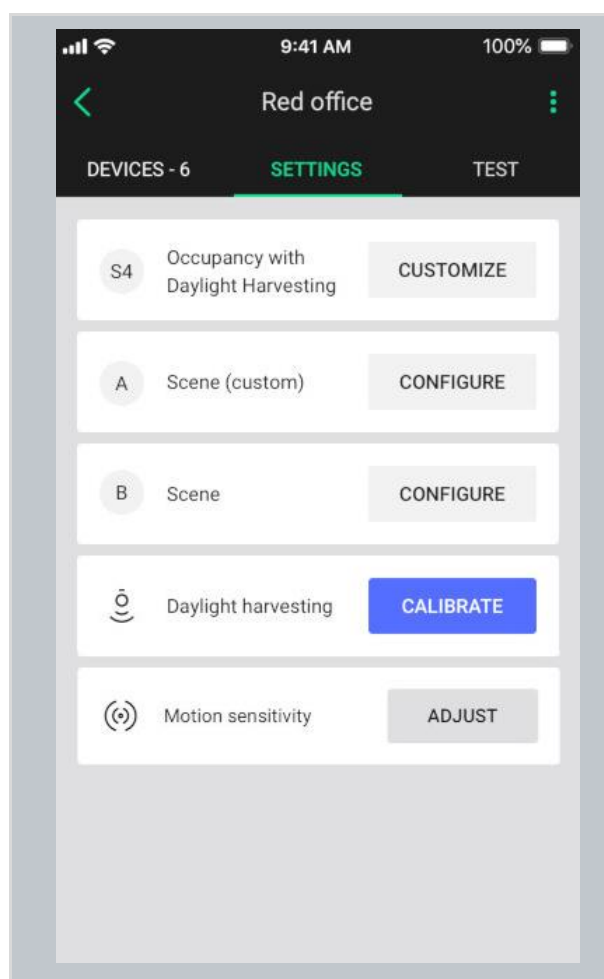 9:41 AM
100%
Red office
DEVICES - 6
SETTINGS
TEST
S4
Occupancy with
Daylight Harvesting
CUSTOMIZE
A
Scene (custom)
CONFIGURE
B
Scene
CONFIGURE
Daylight harvesting
CALIBRATE
Motion sensitivity
ADJUST